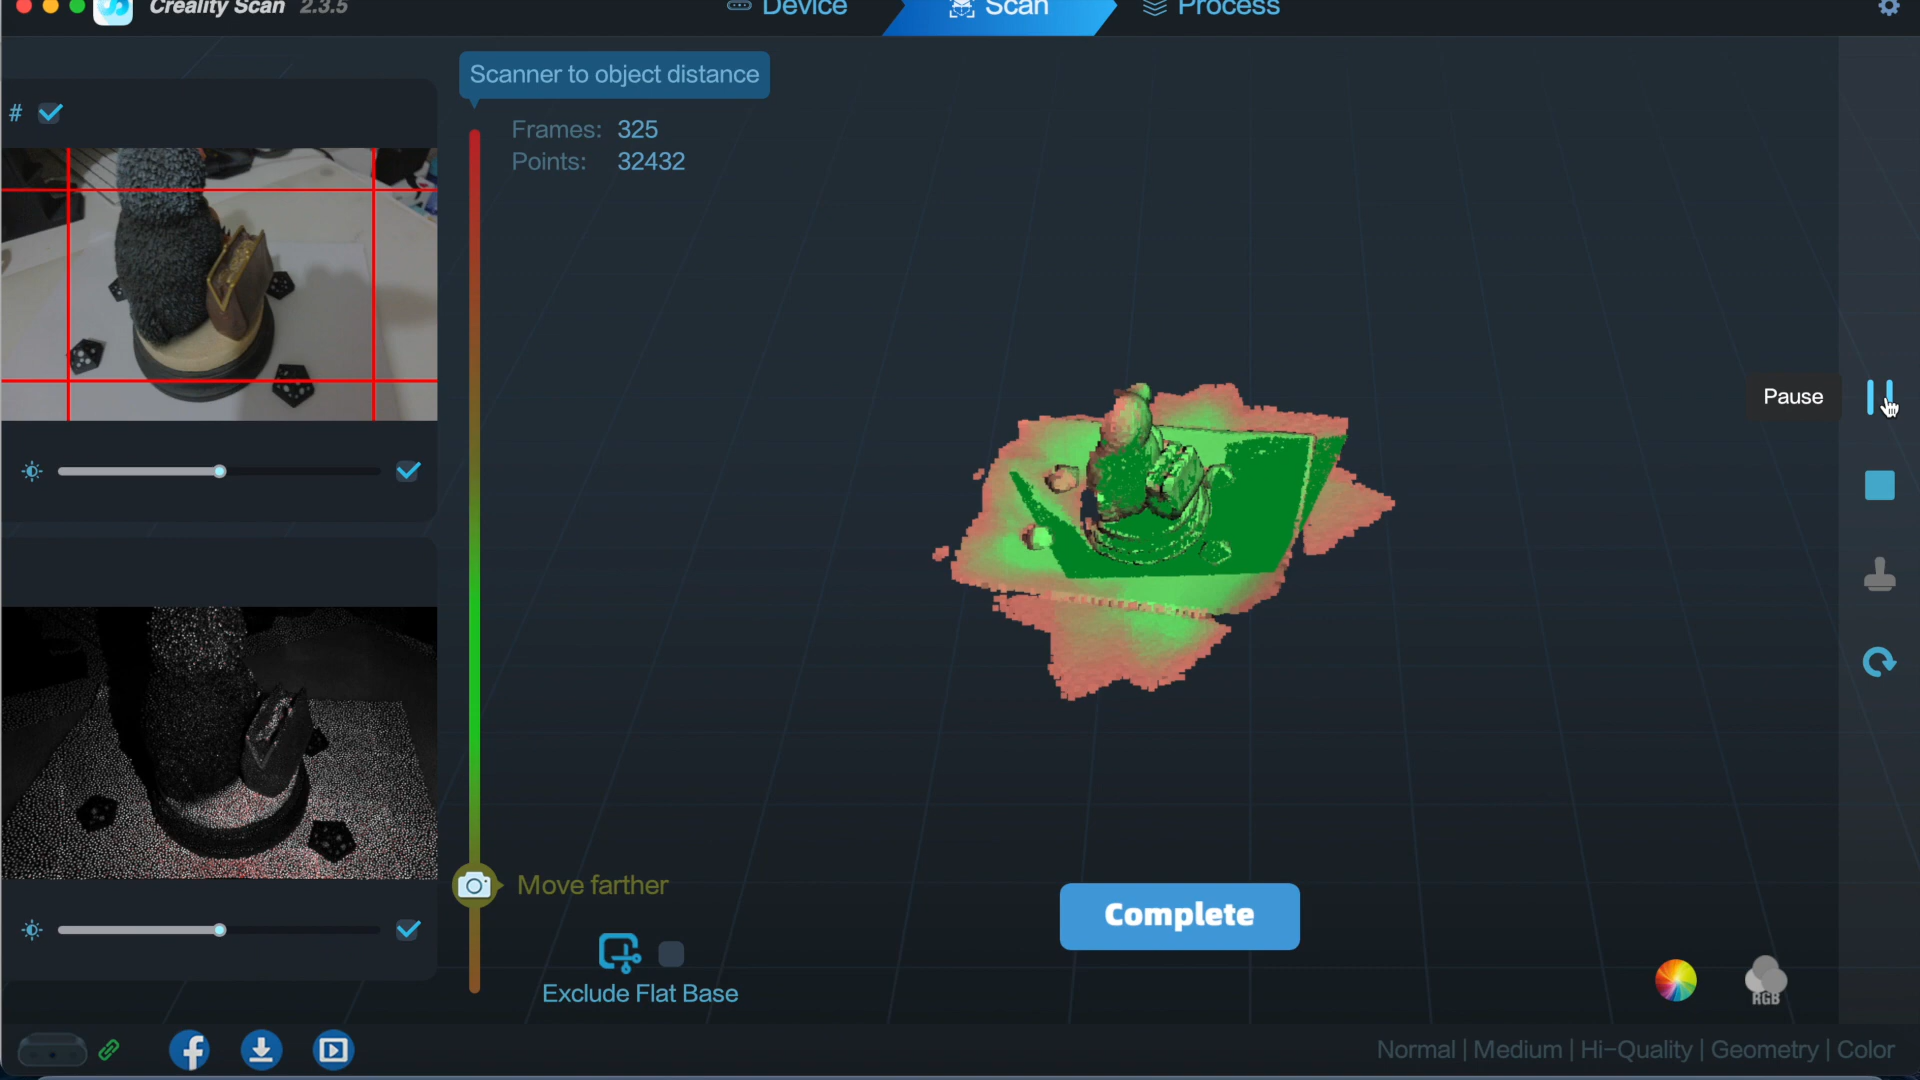 Creality Scan 2.3.5
Device
Scan
Process
Scanner to object distance
#
Frames: 325
Points: 32432
Pause
Move farther
Complete
Exclude Flat Base
RGB
Normal | Medium | Hi-Quality | Geometry | Color